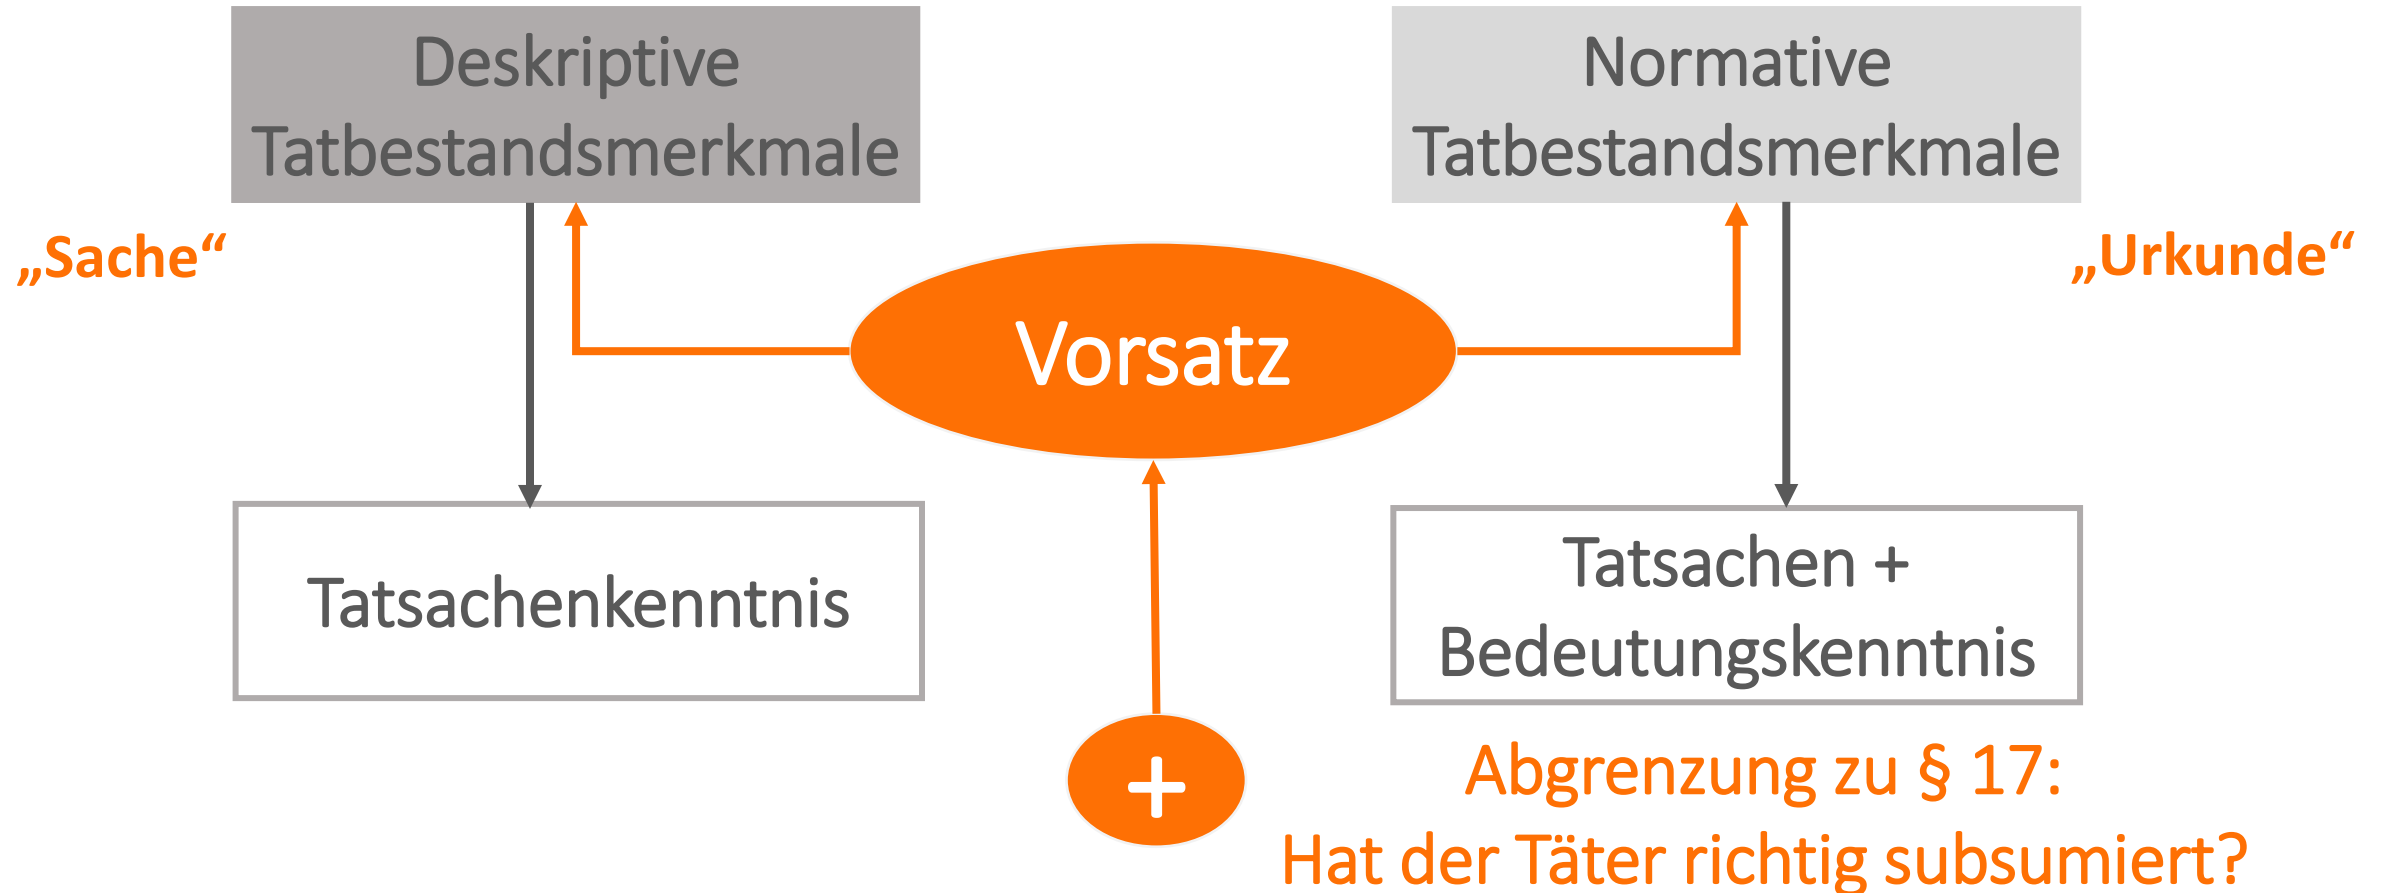 Deskriptive
Tatbestandsmerkmale
Normative
Tatbestandsmerkmale
„Sache“
„Urkunde“
Vorsatz
Tatsachenkenntnis
Tatsachen +
Bedeutungskenntnis
+
Abgrenzung zu § 17:
Hat der Täter richtig subsumiert?